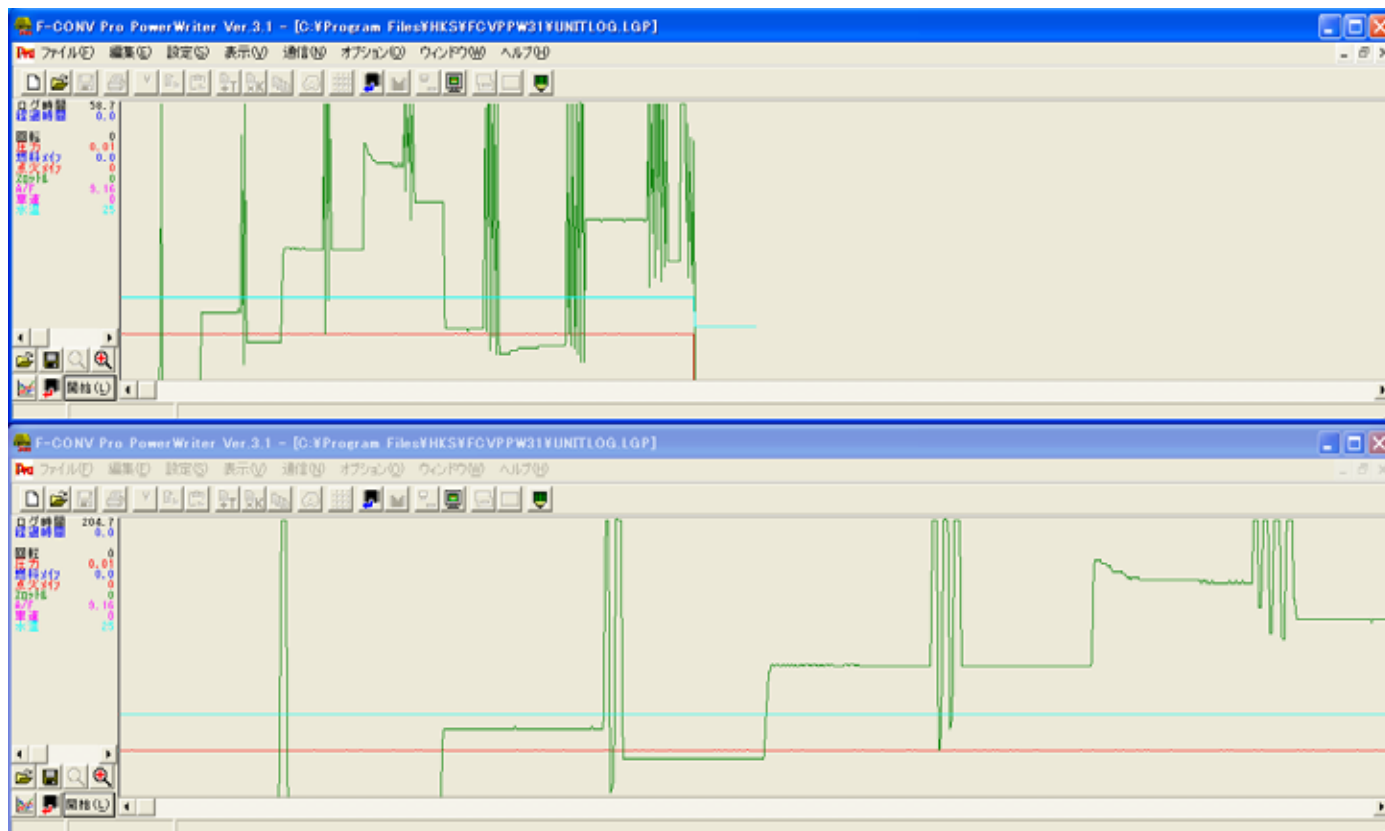 F-CONV Pro PowerWriter Ver.3.1 - [C:¥Program Files¥HKS¥FCVPPW31¥UNITLOG.LGP]
Pro ファイル(F) 編集(E) 設定(S) 表示(V) 通信(N) オプション(O) ウィンドウ(W) ヘルプ(H)
ログ時間 58.7
経過時間 0.0
回転 0
圧力 0.01
燃料メイン 0.0
点火メイン 0
スロットル 0
A/F 9.16
車速 0
水温 25
開始(L)
F-CONV Pro PowerWriter Ver.3.1 - [C:¥Program Files¥HKS¥FCVPPW31¥UNITLOG.LGP]
Pro ファイル(F) 編集(E) 設定(S) 表示(V) 通信(N) オプション(O) ウィンドウ(W) ヘルプ(H)
ログ時間 204.7
経過時間 0.0
回転 0
圧力 0.01
燃料メイン 0.0
点火メイン 0
スロットル 0
A/F 9.16
車速 0
水温 25
開始(L)